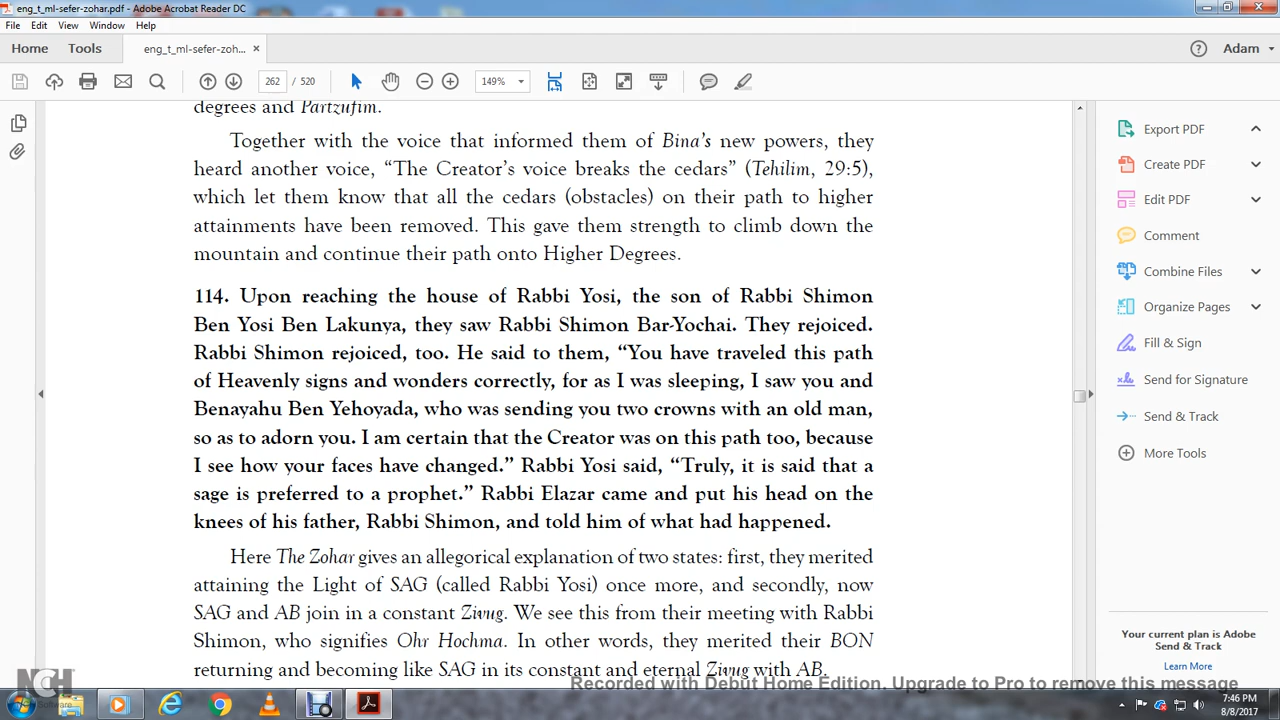 eng_t_ml-sefer-zohar.pdf - Adobe Acrobat Reader DC
File Edit View Window Help
Home Tools eng_t_ml-sefer-zoh... × Adam
262 / 520 149%
degrees and Partzufim.
Together with the voice that informed them of Bina's new powers, they
heard another voice, “The Creator's voice breaks the cedars” (Tehilim, 29:5),
which let them know that all the cedars (obstacles) on their path to higher
attainments have been removed. This gave them strength to climb down the
mountain and continue their path onto Higher Degrees.
114. Upon reaching the house of Rabbi Yosi, the son of Rabbi Shimon
Ben Yosi Ben Lakunya, they saw Rabbi Shimon Bar-Yochai. They rejoiced.
Rabbi Shimon rejoiced, too. He said to them, “You have traveled this path
of Heavenly signs and wonders correctly, for as I was sleeping, I saw you and
Benayahu Ben Yehoyada, who was sending you two crowns with an old man,
so as to adorn you. I am certain that the Creator was on this path too, because
I see how your faces have changed.” Rabbi Yosi said, “Truly, it is said that a
sage is preferred to a prophet.” Rabbi Elazar came and put his head on the
knees of his father, Rabbi Shimon, and told him of what had happened.
Here The Zohar gives an allegorical explanation of two states: first, they merited
attaining the Light of SAG (called Rabbi Yosi) once more, and secondly, now
SAG and AB join in a constant Zivug. We see this from their meeting with Rabbi
Shimon, who signifies Ohr Hochma. In other words, they merited their BON
returning and becoming like SAG in its constant and eternal Zivug with AB.
Export PDF
Create PDF
Edit PDF
Comment
Combine Files
Organize Pages
Fill & Sign
Send for Signature
Send & Track
More Tools
Your current plan is Adobe
Send & Track
Learn More
NCH
Software
Recorded with Debut Home Edition. Upgrade to Pro to remove this message
7:46 PM
8/8/2017